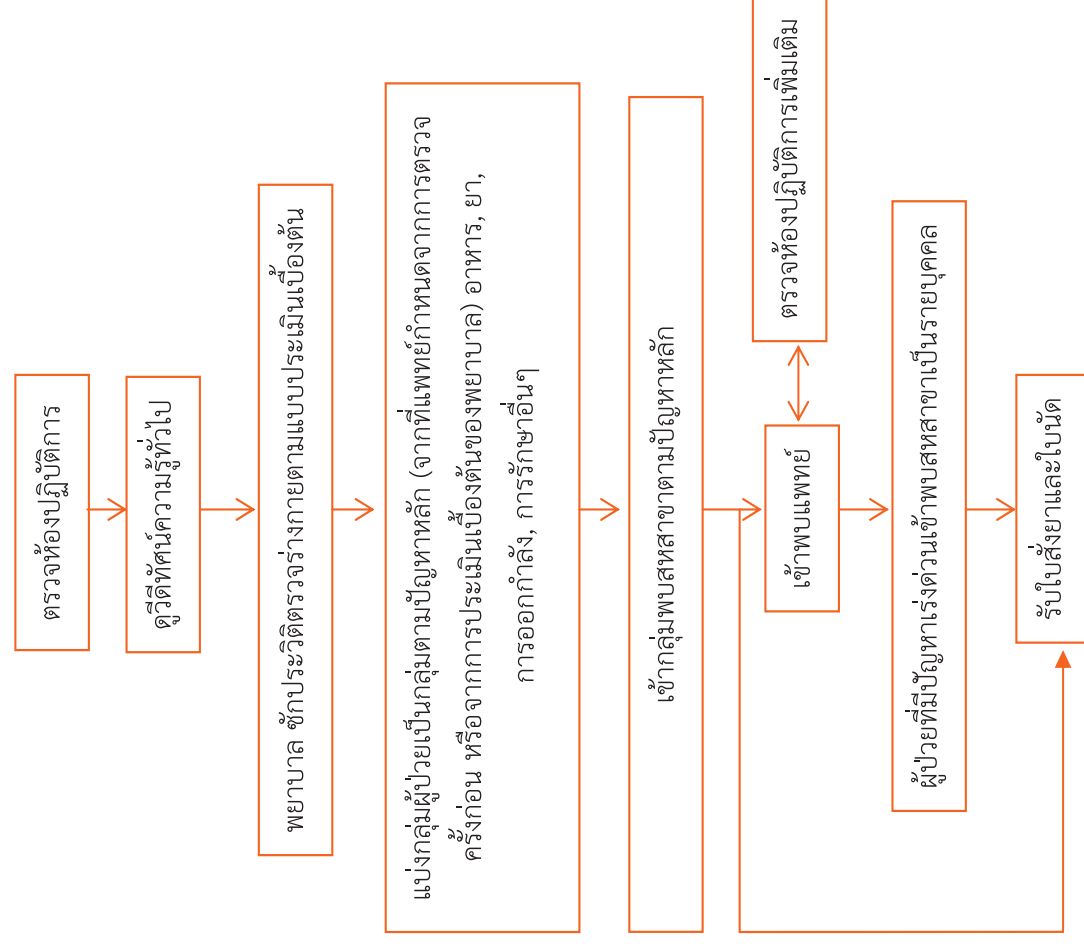 ตรวจห้องปฏิบัติการ
ดูวีดีทัศน์ความรู้ทั่วไป
พยาบาล ซักประวัติตรวจร่างกายตามแบบประเมินเบื้องต้น
แบ่งกลุ่มผู้ป่วยเป็นกลุ่มตามปัญหาหลัก (จากที่แพทย์กำหนดจากการตรวจ
ครั้งก่อน หรือจากการประเมินเบื้องต้นของพยาบาล) อาหาร, ยา,
การออกกำลัง, การรักษาอื่นๆ
เข้ากลุ่มพบสหสาขาตามปัญหาหลัก
เข้าพบแพทย์
ตรวจห้องปฏิบัติการเพิ่มเติม
ผู้ป่วยที่มีปัญหาเร่งด่วนเข้าพบสหสาขาเป็นรายบุคคล
รับใบสั่งยาและใบนัด